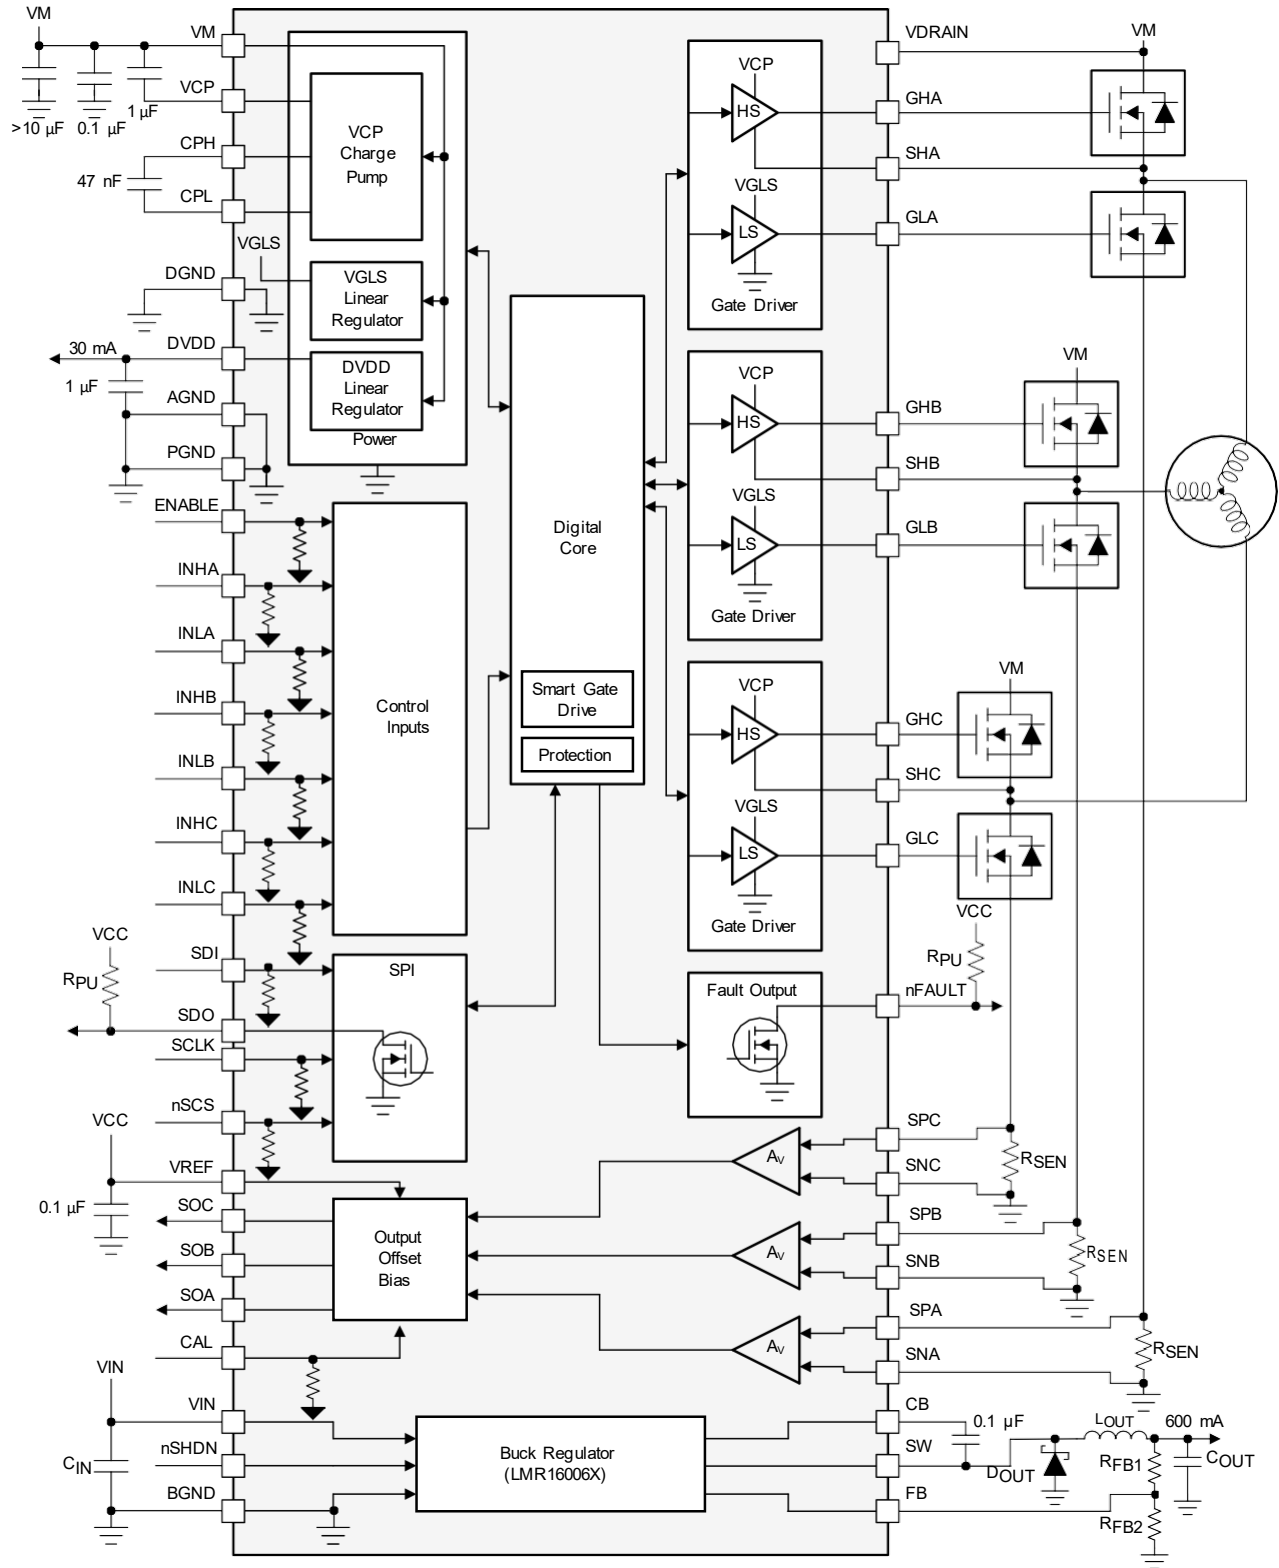 VM
VM
VCP
>10 µF
0.1 µF
1 µF
CPH
47 nF
CPL
VGLS
DGND
DVDD
30 mA
1 µF
AGND
PGND
VCP
Charge
Pump
VGLS
Linear
Regulator
DVDD
Linear
Regulator
Power
ENABLE
INHA
INLA
INHB
INLB
INHC
INLC
Control
Inputs
VCC
RPU
SDI
SDO
SCLK
nSCS
SPI
VCC
VREF
0.1 µF
SOC
SOB
SOA
CAL
Output
Offset
Bias
VIN
VIN
nSHDN
CIN
BGND
Buck Regulator
(LMR16006X)
Digital
Core
Smart Gate
Drive
Protection
VCP
HS
VGLS
LS
Gate Driver
VCP
HS
VGLS
LS
Gate Driver
VCP
HS
VGLS
LS
Gate Driver
Fault Output
AV
AV
AV
VDRAIN
VM
GHA
SHA
GLA
VM
GHB
SHB
GLB
VM
GHC
SHC
GLC
VCC
RPU
nFAULT
SPC
SNC
RSEN
SPB
SNB
RSEN
SPA
SNA
RSEN
CB
0.1 µF
LOUT
600 mA
SW
DOUT
RFB1
COUT
FB
RFB2